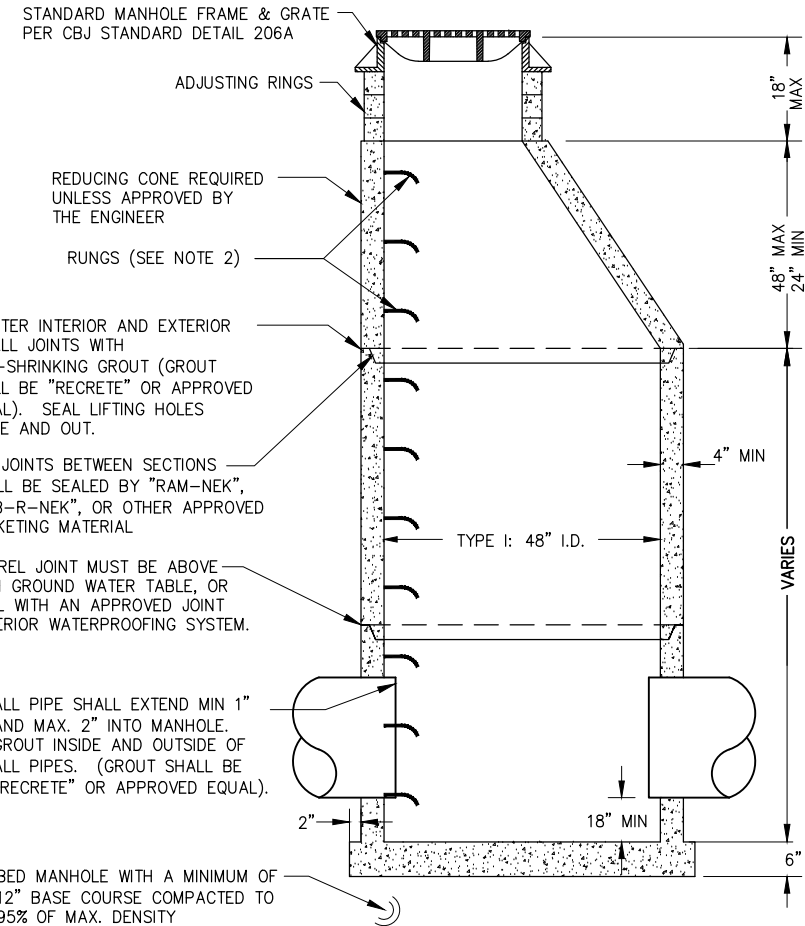 STANDARD MANHOLE FRAME & GRATE
PER CBJ STANDARD DETAIL 206A
ADJUSTING RINGS
18"
MAX
REDUCING CONE REQUIRED
UNLESS APPROVED BY
THE ENGINEER
48" MAX
24" MIN
RUNGS (SEE NOTE 2)
TER INTERIOR AND EXTERIOR
ALL JOINTS WITH
-SHRINKING GROUT (GROUT
LL BE "RECRETE" OR APPROVED
AL). SEAL LIFTING HOLES
E AND OUT.
JOINTS BETWEEN SECTIONS
LL BE SEALED BY "RAM-NEK",
B-R-NEK", OR OTHER APPROVED
KETING MATERIAL
4" MIN
TYPE I: 48" I.D.
VARIES
REL JOINT MUST BE ABOVE
H GROUND WATER TABLE, OR
L WITH AN APPROVED JOINT
ERIOR WATERPROOFING SYSTEM.
ALL PIPE SHALL EXTEND MIN 1"
AND MAX. 2" INTO MANHOLE.
GROUT INSIDE AND OUTSIDE OF
ALL PIPES. (GROUT SHALL BE
"RECRETE" OR APPROVED EQUAL).
2"
18" MIN
6"
BED MANHOLE WITH A MINIMUM OF
12" BASE COURSE COMPACTED TO
95% OF MAX. DENSITY